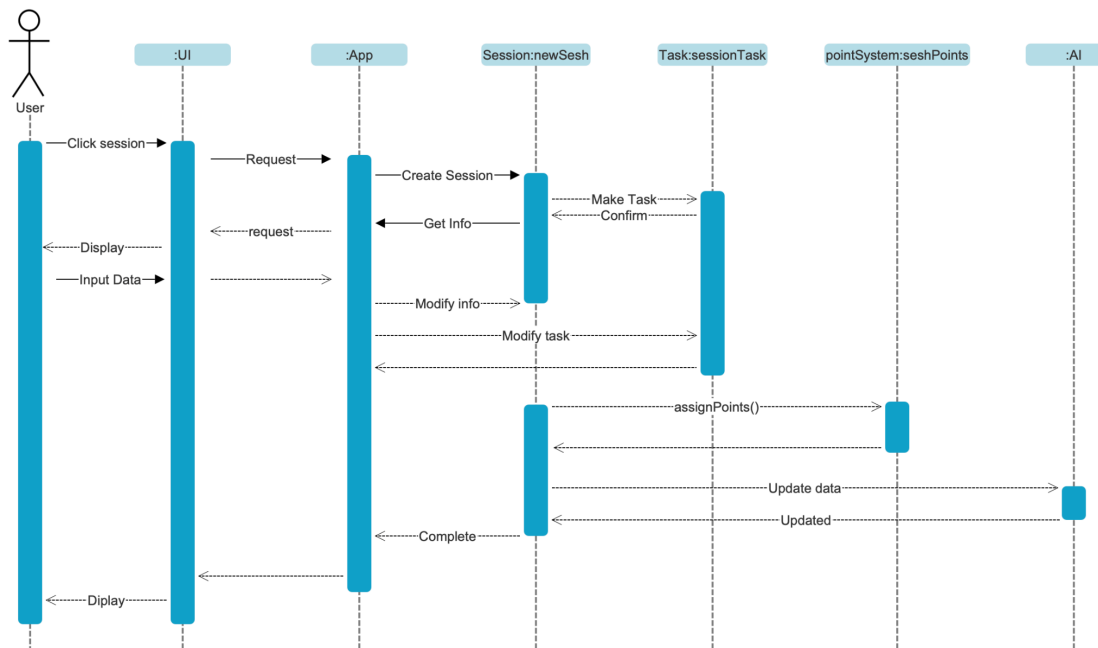 :UI
:App
Session:newSesh
Task:sessionTask
pointSystem:seshPoints
:AI
User
Click session
Request
Create Session
Make Task
Confirm
Get Info
request
Display
Input Data
Modify info
Modify task
assignPoints()
Update data
Updated
Complete
Diplay